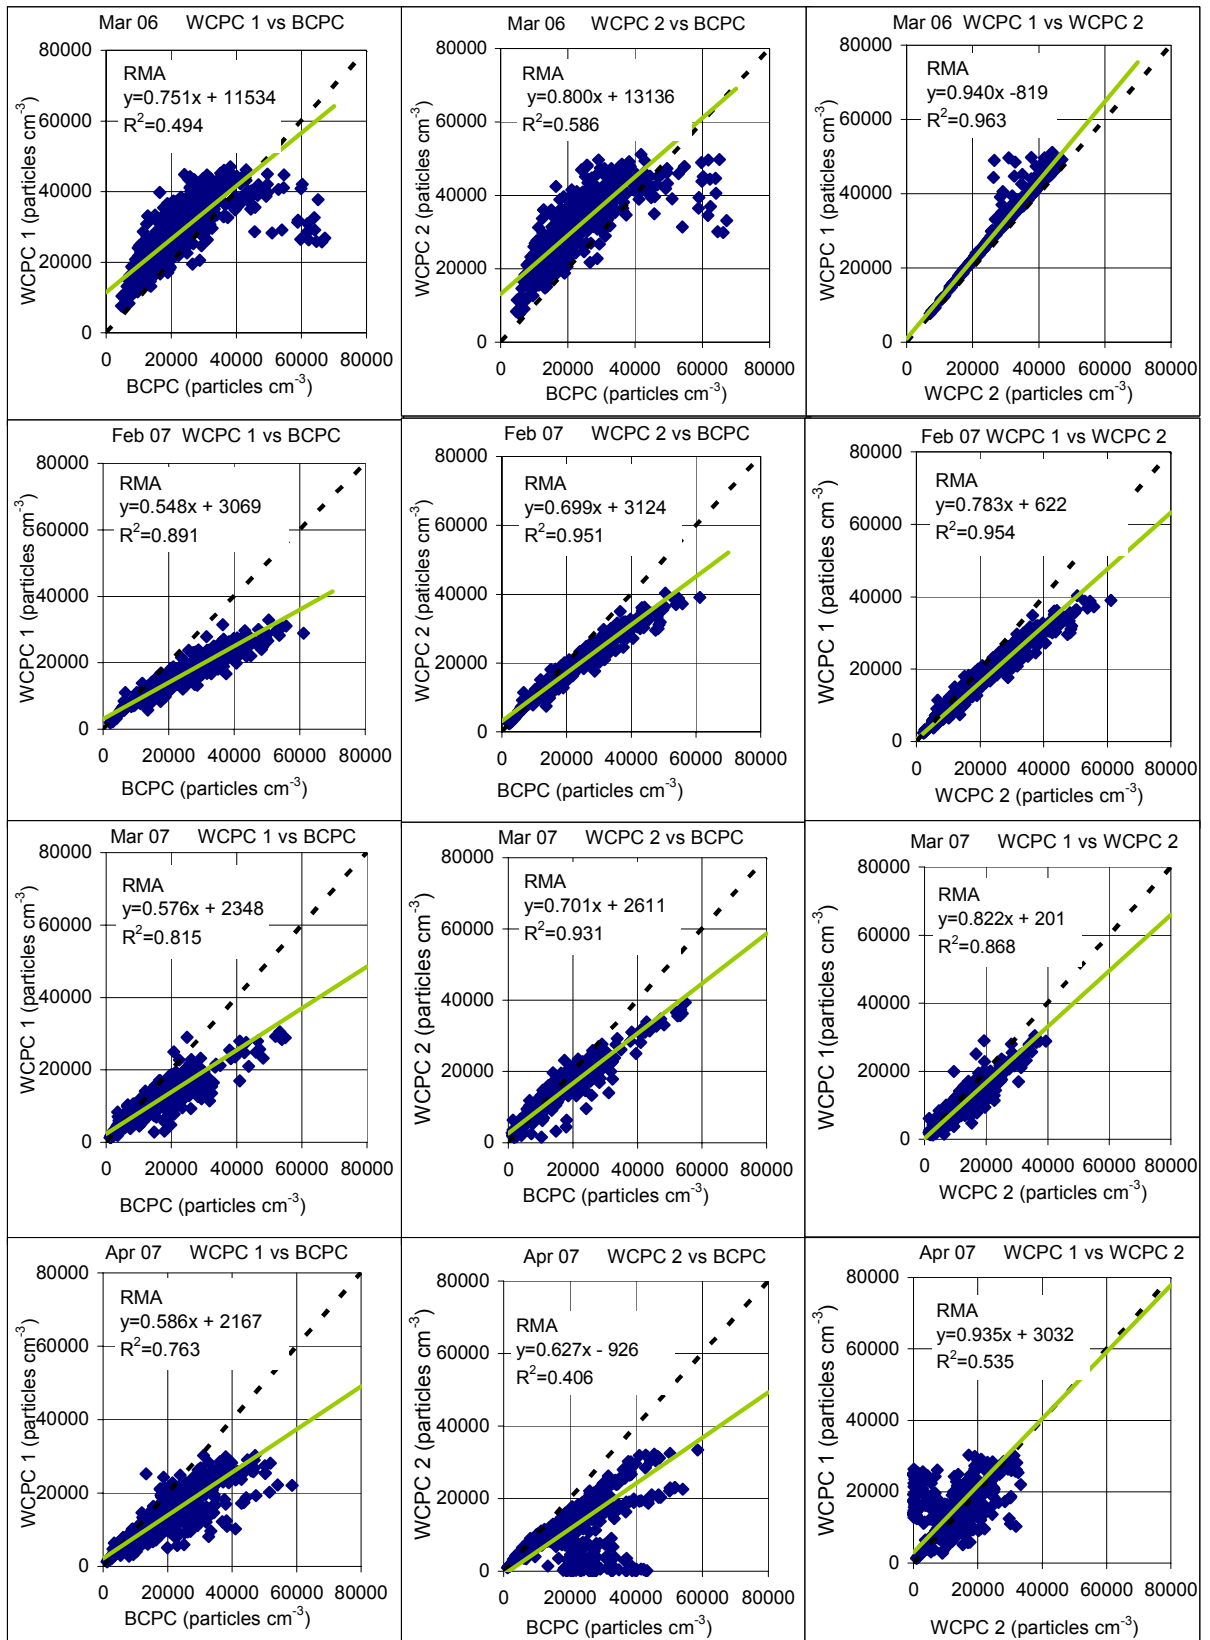 Mar 06 WCPC 1 vs BCPC
WCPC 1 (particles cm-3)
80000
60000
40000
20000
0
RMA
y=0.751x + 11534
R2=0.494
0 20000 40000 60000 80000
BCPC (particles cm-3)
Mar 06 WCPC 2 vs BCPC
WCPC 2 (particles cm-3)
80000
60000
40000
20000
0
RMA
y=0.800x + 13136
R2=0.586
0 20000 40000 60000 80000
BCPC (particles cm-3)
Mar 06 WCPC 1 vs WCPC 2
WCPC 1 (particles cm-3)
80000
60000
40000
20000
0
RMA
y=0.940x -819
R2=0.963
0 20000 40000 60000 80000
WCPC 2 (particles cm-3)
Feb 07 WCPC 1 vs BCPC
WCPC 1 (particles cm-3)
80000
60000
40000
20000
0
RMA
y=0.548x + 3069
R2=0.891
0 20000 40000 60000 80000
BCPC (particles cm-3)
Feb 07 WCPC 2 vs BCPC
WCPC 2 (paticles cm-3)
80000
60000
40000
20000
0
RMA
y=0.699x + 3124
R2=0.951
0 20000 40000 60000 80000
BCPC (particles cm-3)
Feb 07 WCPC 1 vs WCPC 2
WCPC 1 (paticles cm-3)
80000
60000
40000
20000
0
RMA
y=0.783x + 622
R2=0.954
0 20000 40000 60000 80000
WCPC 2 (particles cm-3)
Mar 07 WCPC 1 vs BCPC
WCPC 1 (particles cm-3)
80000
60000
40000
20000
0
RMA
y=0.576x + 2348
R2=0.815
0 20000 40000 60000 80000
BCPC (particles cm-3)
Mar 07 WCPC 2 vs BCPC
WCPC 2 (particles cm-3)
80000
60000
40000
20000
0
RMA
y=0.701x + 2611
R2=0.931
0 20000 40000 60000 80000
BCPC (particles cm-3)
Mar 07 WCPC 1 vs WCPC 2
WCPC 1(particles cm-3)
80000
60000
40000
20000
0
RMA
y=0.822x + 201
R2=0.868
0 20000 40000 60000 80000
WCPC 2 (particles cm-3)
Apr 07 WCPC 1 vs BCPC
WCPC 1 (particles cm-3)
80000
60000
40000
20000
0
RMA
y=0.586x + 2167
R2=0.763
0 20000 40000 60000 80000
BCPC (particles cm-3)
Apr 07 WCPC 2 vs BCPC
WCPC 2 (particles cm-3)
80000
60000
40000
20000
0
RMA
y=0.627x - 926
R2=0.406
0 20000 40000 60000 80000
BCPC (particles cm-3)
Apr 07 WCPC 1 vs WCPC 2
WCPC 1 (particles cm-3)
80000
60000
40000
20000
0
RMA
y=0.935x + 3032
R2=0.535
0 20000 40000 60000 80000
WCPC 2 (particles cm-3)